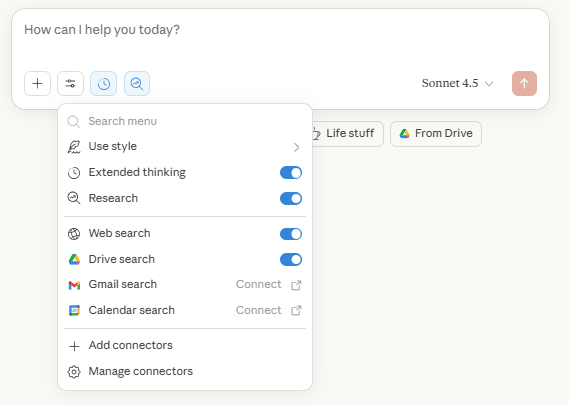 How can I help you today?
Sonnet 4.5
Search menu
Life stuff
From Drive
Use style
Extended thinking
Research
Web search
Drive search
Gmail search Connect
Calendar search Connect
Add connectors
Manage connectors